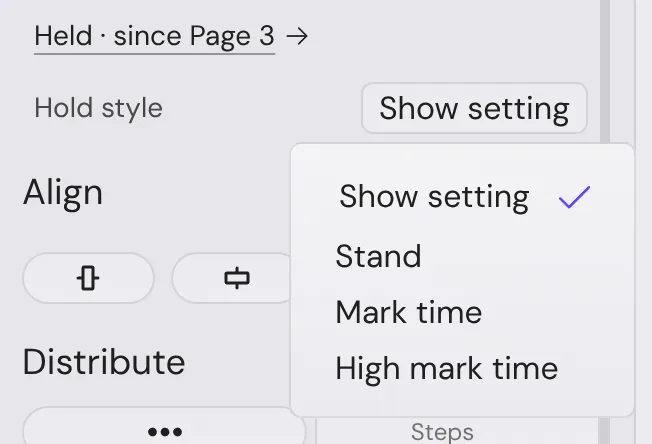 Held · since Page 3 →
Hold style
Show setting
Align
Show setting
Stand
Mark time
High mark time
Distribute
•••
Steps